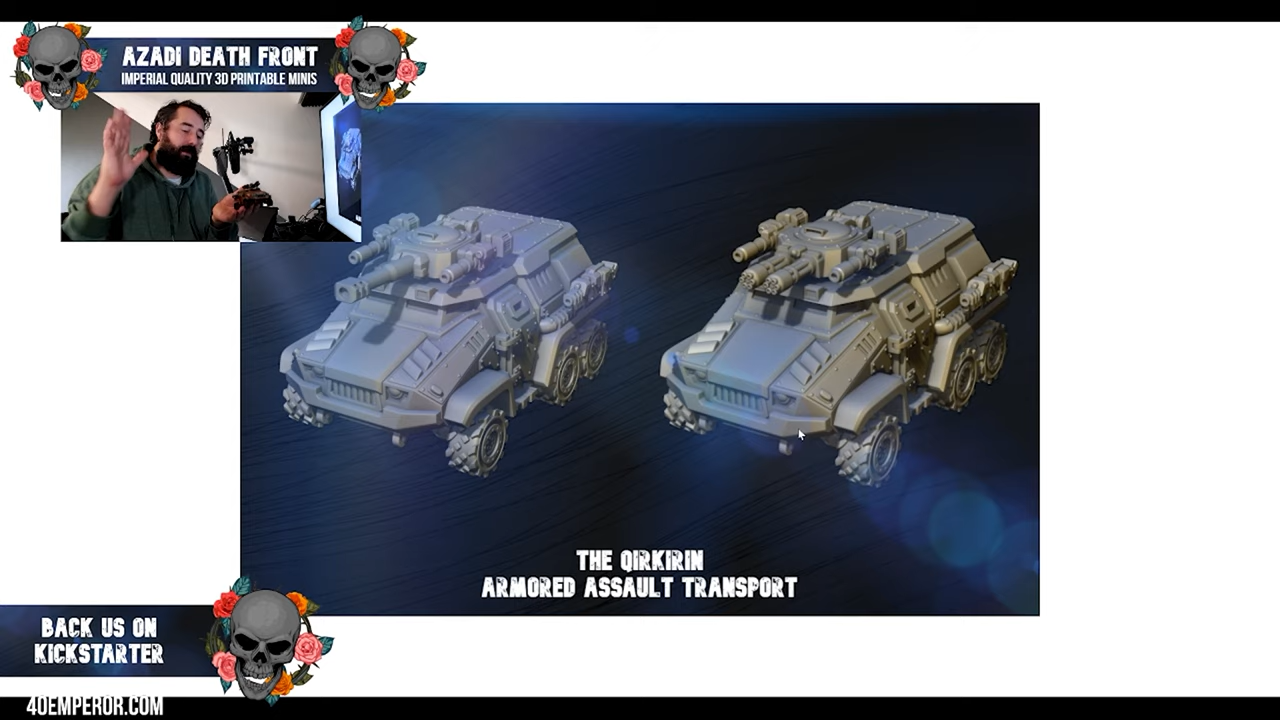 AZADI DEATH FRONT
IMPERIAL QUALITY 3D PRINTABLE MINIS
THE QIRKIRIN
ARMORED ASSAULT TRANSPORT
BACK US ON
KICKSTARTER
40EMPEROR.COM